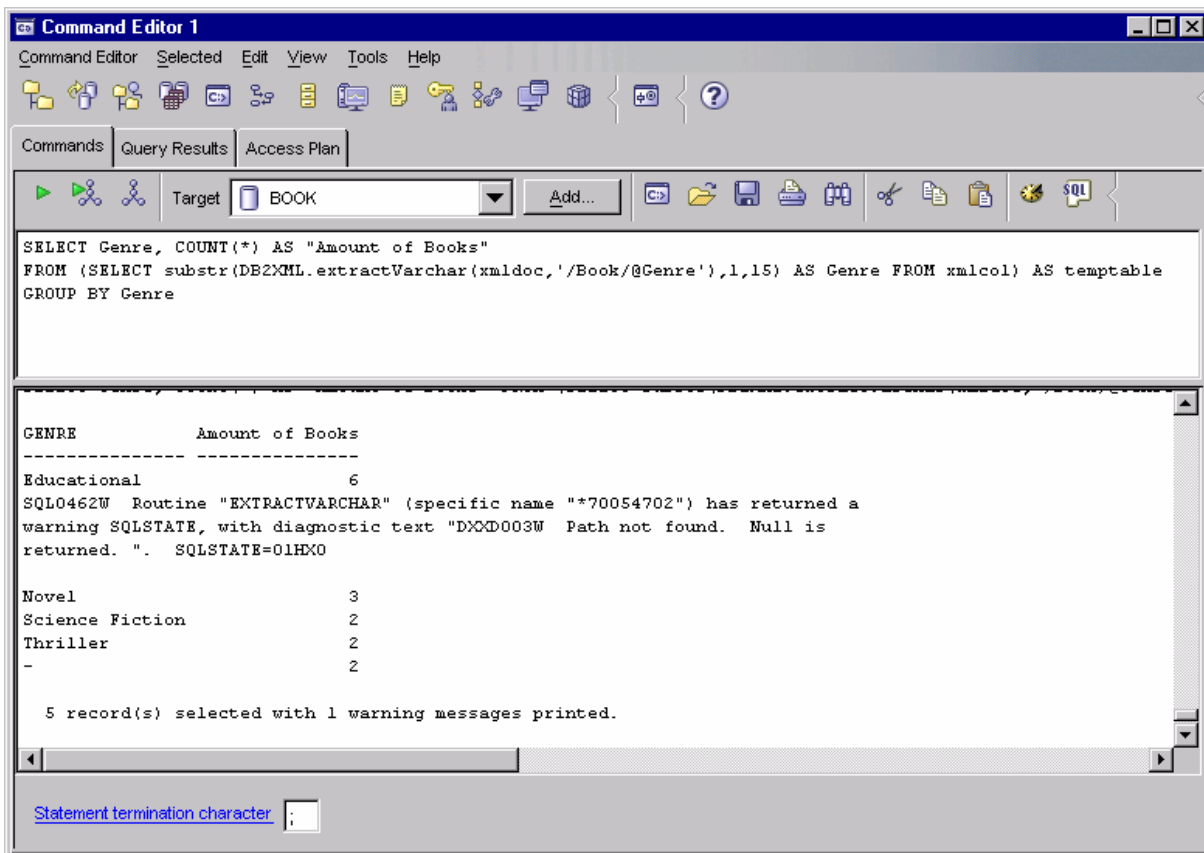 Command Editor 1
Command Editor Selected Edit View Tools Help
Commands Query Results Access Plan
Target BOOK Add... SQL
SELECT Genre, COUNT(*) AS "Amount of Books"
FROM (SELECT substr(DB2XML.extractVarchar(xmldoc,'/Book/@Genre'),1,15) AS Genre FROM xmlcol) AS temptable
GROUP BY Genre
GENRE Amount of Books
--------------- ---------------
Educational 6
SQL0462W Routine "EXTRACTVARCHAR" (specific name "*70054702") has returned a
warning SQLSTATE, with diagnostic text "DXXD003W Path not found. Null is
returned. ". SQLSTATE=01HX0
Novel 3
Science Fiction 2
Thriller 2
- 2
5 record(s) selected with 1 warning messages printed.
Statement termination character ;